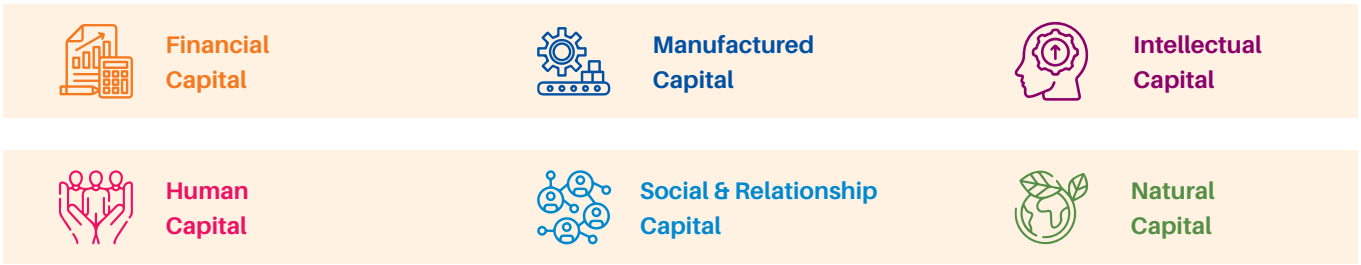 Financial
Capital
Manufactured
Capital
Intellectual
Capital
Human
Capital
Social & Relationship
Capital
Natural
Capital